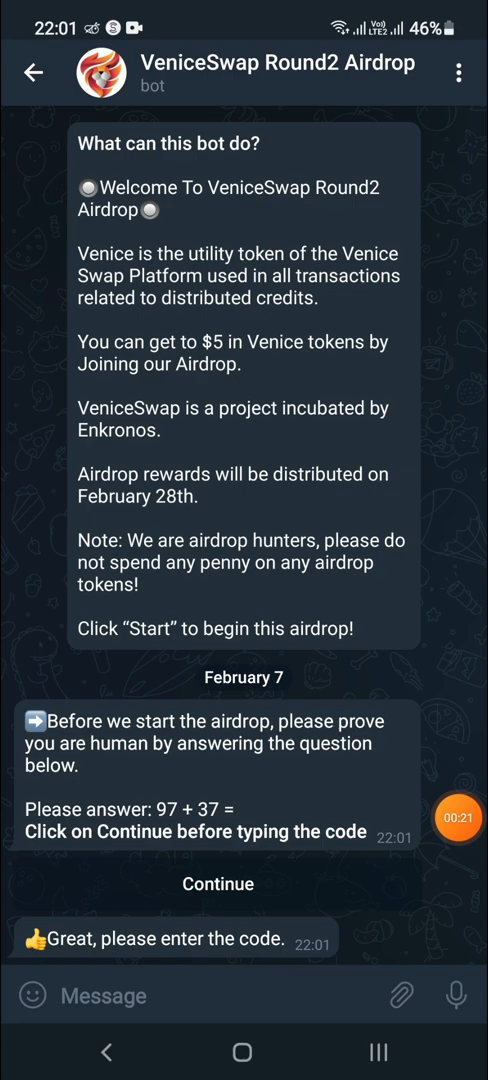 22:01 46%
VeniceSwap Round2 Airdrop
bot
What can this bot do?
🔘Welcome To VeniceSwap Round2
Airdrop🔘
Venice is the utility token of the Venice
Swap Platform used in all transactions
related to distributed credits.
You can get to $5 in Venice tokens by
Joining our Airdrop.
VeniceSwap is a project incubated by
Enkronos.
Airdrop rewards will be distributed on
February 28th.
Note: We are airdrop hunters, please do
not spend any penny on any airdrop
tokens!
Click “Start” to begin this airdrop!
February 7
➡️Before we start the airdrop, please prove
you are human by answering the question
below.
Please answer: 97 + 37 =
Click on Continue before typing the code 22:01
00:21
Continue
👍Great, please enter the code. 22:01
Message